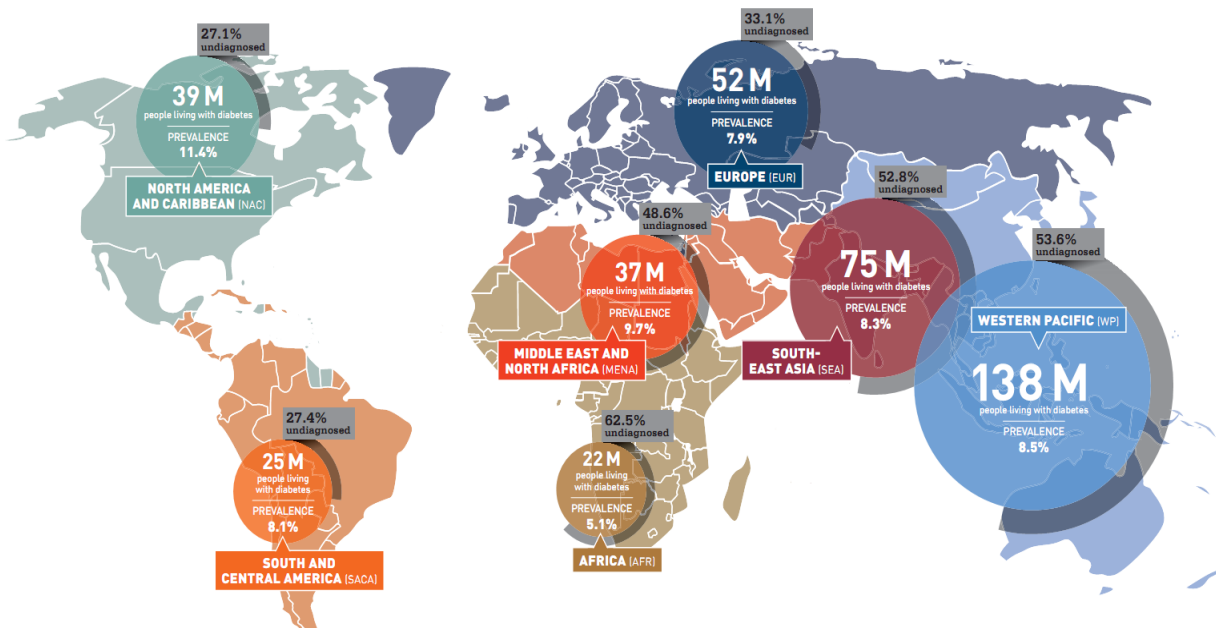 27.1%
undiagnosed
39 M
people living with diabetes
PREVALENCE
11.4%
NORTH AMERICA
AND CARIBBEAN (NAC)
33.1%
undiagnosed
52 M
people living with diabetes
PREVALENCE
7.9%
EUROPE (EUR)
48.6%
undiagnosed
37 M
people living with diabetes
PREVALENCE
9.7%
MIDDLE EAST AND
NORTH AFRICA (MENA)
52.8%
undiagnosed
75 M
people living with diabetes
PREVALENCE
8.3%
SOUTH-
EAST ASIA (SEA)
53.6%
undiagnosed
WESTERN PACIFIC (WP)
138 M
people living with diabetes
PREVALENCE
8.5%
27.4%
undiagnosed
25 M
people living
with diabetes
PREVALENCE
8.1%
SOUTH AND
CENTRAL AMERICA (SACA)
62.5%
undiagnosed
22 M
people living
with diabetes
PREVALENCE
5.1%
AFRICA (AFR)